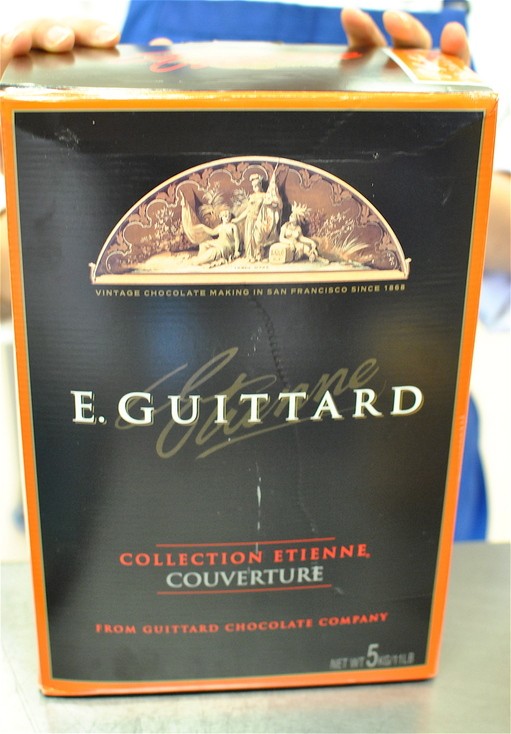 VINTAGE CHOCOLATE MAKING IN SAN FRANCISCO SINCE 1868
Etienne
E. GUITTARD
COLLECTION ETIENNE
COUVERTURE
FROM GUITTARD CHOCOLATE COMPANY
NET WT 5KG/11LB